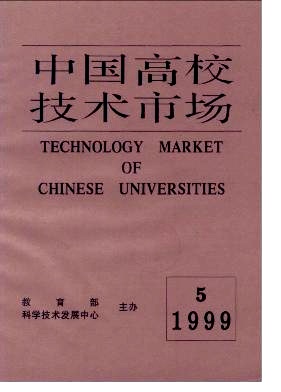 中国高校
技术市场
TECHNOLOGY MARKET
OF
CHINESE UNIVERSITIES
教育部
科学技术发展中心
主办
5
1999